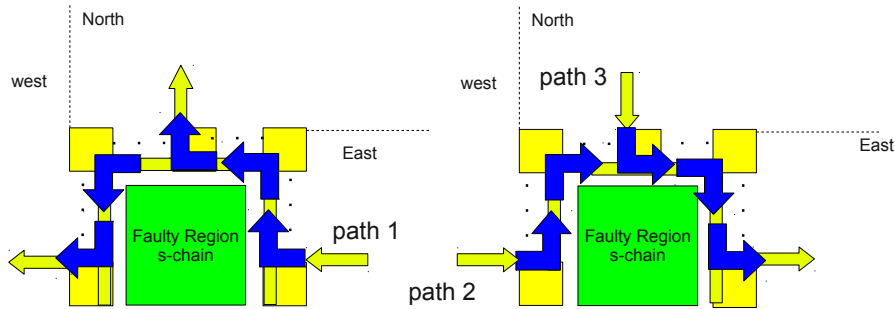 North
west
East
Faulty Region
s-chain
path 1
North
west
path 3
East
Faulty Region
s-chain
path 2